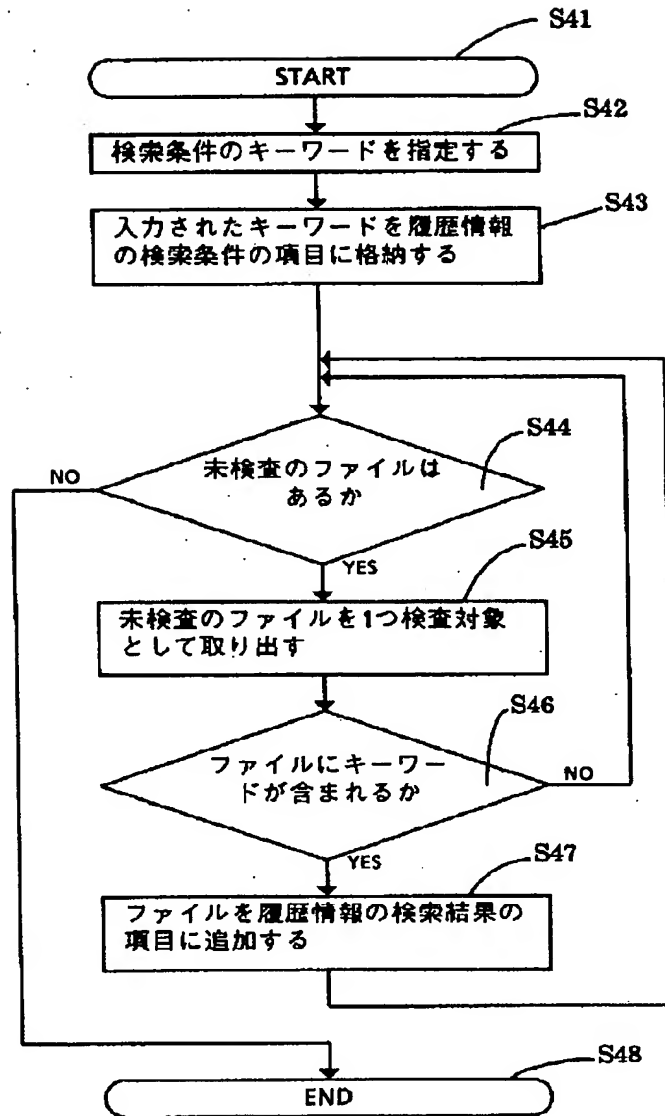 S41
START
S42
検索条件のキーワードを指定する
S43
入力されたキーワードを履歴情報
の検索条件の項目に格納する
S44
NO
未検査のファイルは
あるか
YES
S45
未検査のファイルを1つ検査対象
として取り出す
S46
ファイルにキーワー
ドが含まれるか
NO
YES
S47
ファイルを履歴情報の検索結果の
項目に追加する
S48
END